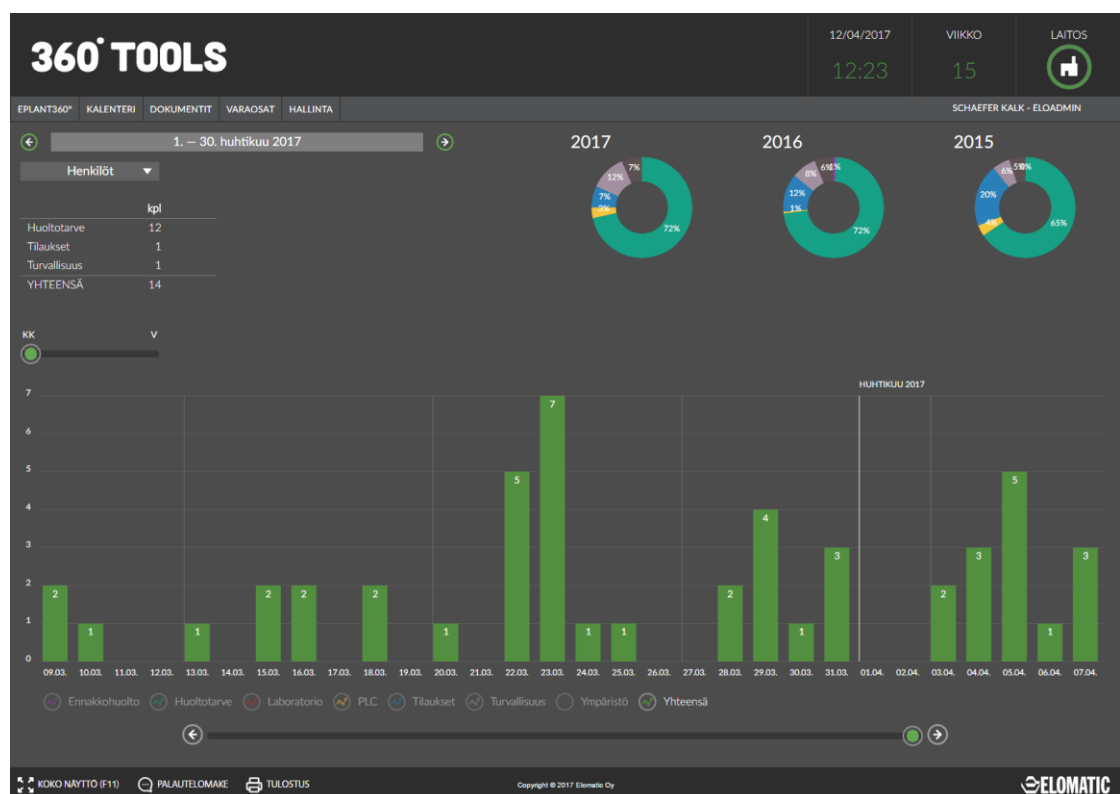 360° TOOLS
12/04/2017 VIIKKO LAITOS
12:23 15
EPLANT360° KALENTERI DOKUMENTIT VARAOSAT HALLINTA SCHAEFER KALK - ELOADMIN
1. — 30. huhtikuu 2017
2017 2016 2015
Henkilöt
7% 12% 7% 3% 72%
6% 1% 8% 12% 1% 72%
5% 6% 20% 4% 65%
kpl
Huoltotarve 12
Tilaukset 1
Turvallisuus 1
YHTEENSÄ 14
KK V
HUHTIKUU 2017
7
6
5
4
3
2
1
0
2 1 1 2 2 2 1 5 7 1 1 2 4 1 3 2 3 5 1 3
09.03. 10.03. 11.03. 12.03. 13.03. 14.03. 15.03. 16.03. 17.03. 18.03. 19.03. 20.03. 21.03. 22.03. 23.03. 24.03. 25.03. 26.03. 27.03. 28.03. 29.03. 30.03. 31.03. 01.04. 02.04. 03.04. 04.04. 05.04. 06.04. 07.04.
Ennakkohuolto Huoltotarve Laboratorio PLC Tilaukset Turvallisuus Ympäristö Yhteensä
KOKO NÄYTTÖ (F11) PALAUTELOMAKE TULOSTUS Copyright © 2017 Elomatic Oy ELOMATIC